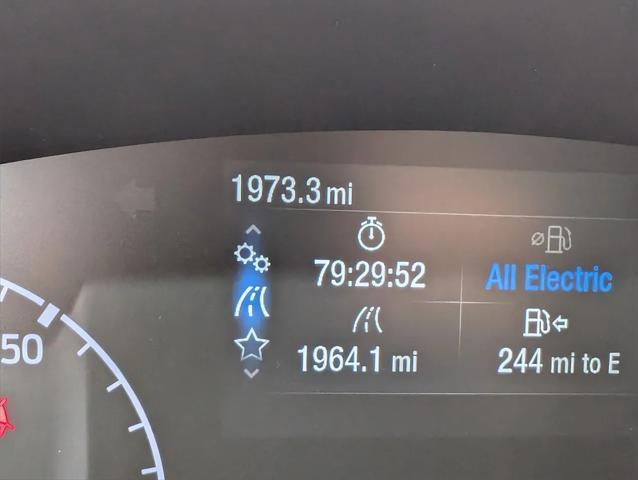 1973.3 mi
79:29:52
All Electric
50
1964.1 mi
244 mi to E